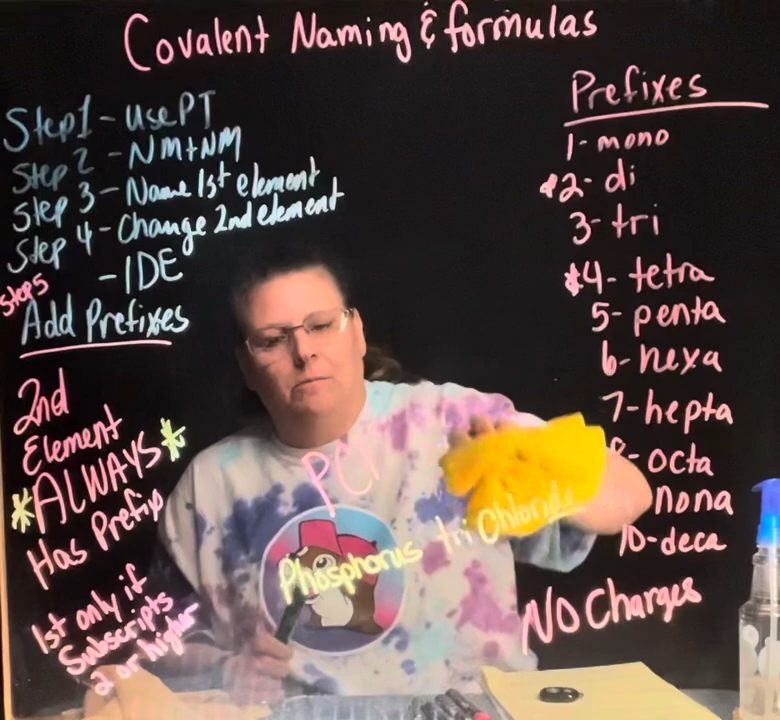 Covalent Naming & formulas
Step 1 - Use PT
Step 2 - NM + NM
Step 3 - Name 1st element
Step 4 - Change 2nd element
- IDE
Step 5
Add Prefixes
2nd
Element
*ALWAYS*
Has Prefix
1st only if
Subscripts
2 or higher
PCl
Phosphorus trichloride
Prefixes
1- mono
*2- di
3- tri
*4- tetra
5- penta
6- hexa
7- hepta
8- octa
nona
10- deca
NO Charges